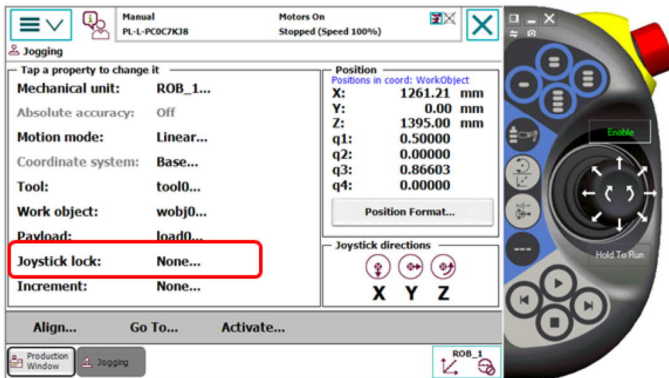 Manual
PL-L-PC0C7KJ8
Motors On
Stopped (Speed 100%)
Jogging
Tap a property to change it
Mechanical unit: ROB_1...
Absolute accuracy: Off
Motion mode: Linear...
Coordinate system: Base...
Tool: tool0...
Work object: wobj0...
Payload: load0...
Joystick lock: None...
Increment: None...
Position
Positions in coord: WorkObject
X: 1261.21 mm
Y: 0.00 mm
Z: 1395.00 mm
q1: 0.50000
q2: 0.00000
q3: 0.86603
q4: 0.00000
Position Format...
Joystick directions
X Y Z
Align... Go To... Activate...
Production
Window
Jogging
ROB_1
Enable
Hold To Run